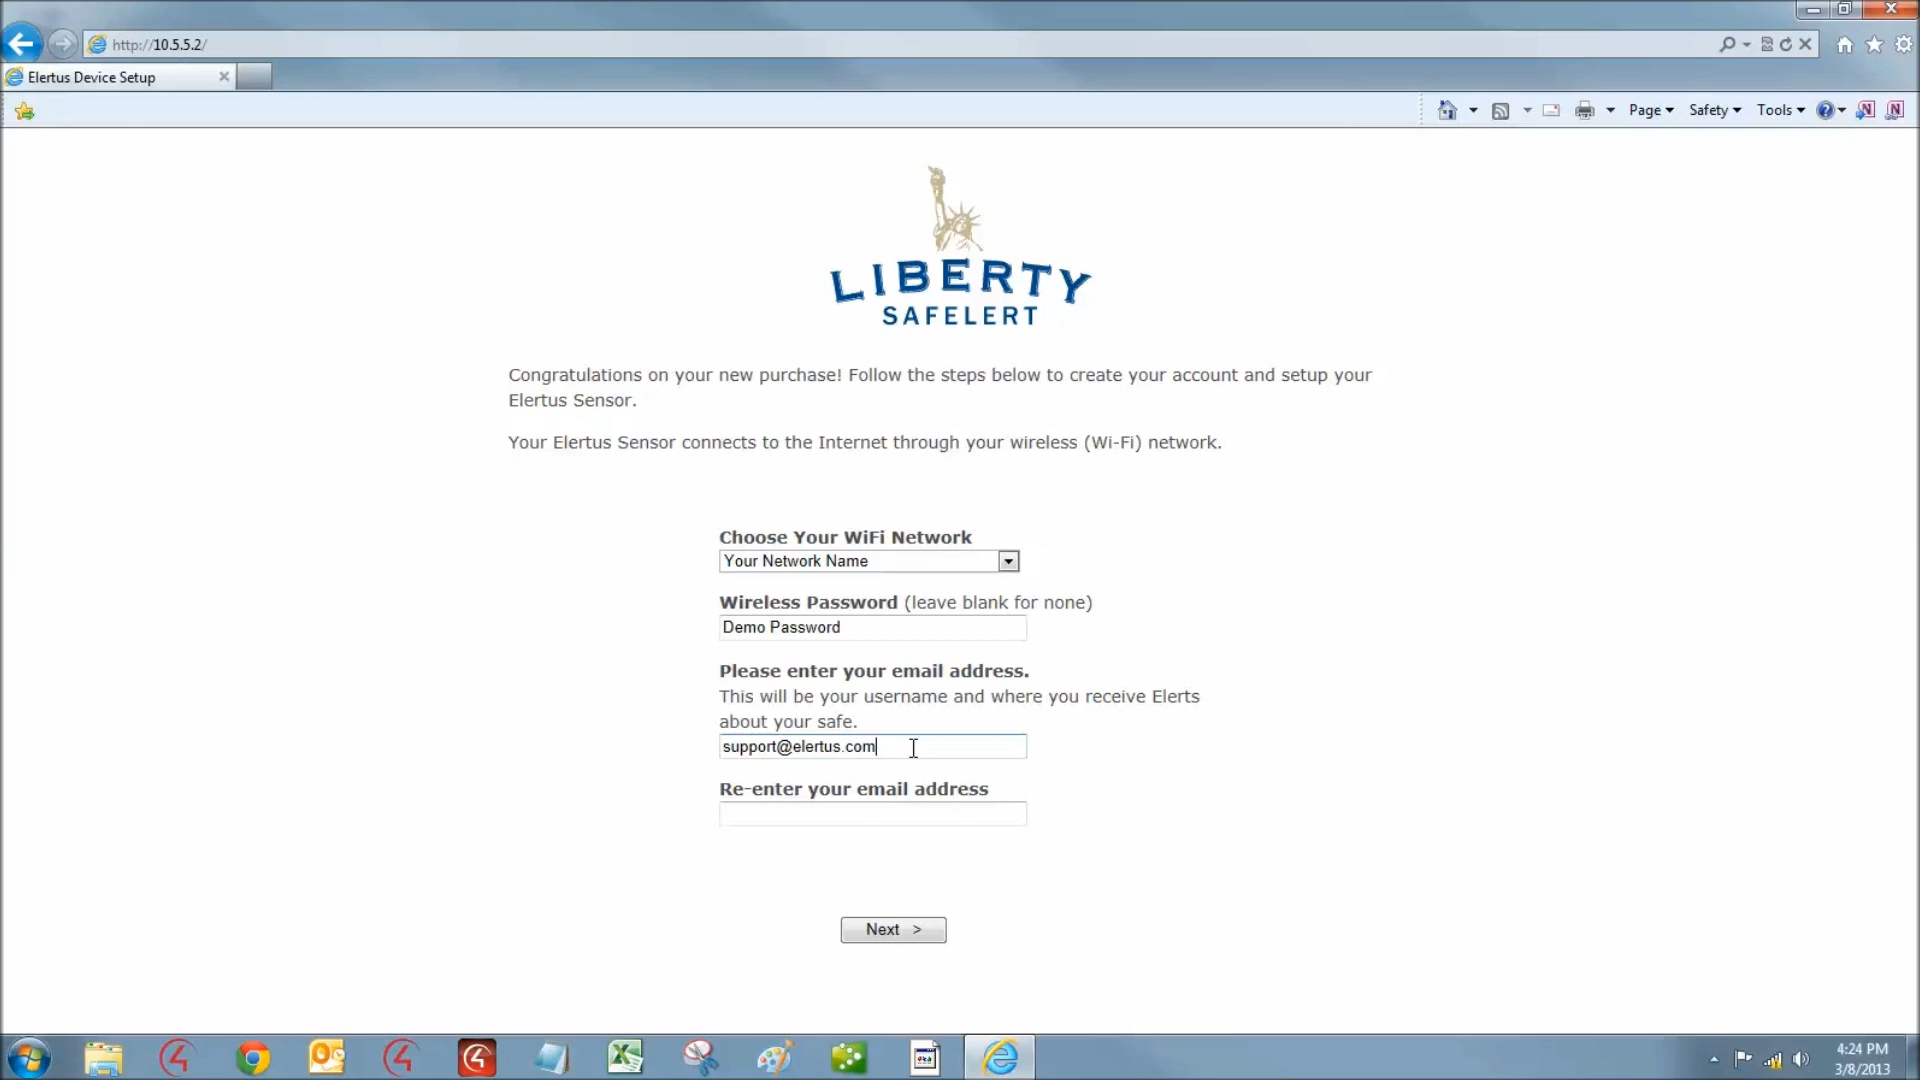 http://10.5.5.2/
Elertus Device Setup
Page
Safety
Tools
LIBERTY
SAFELERT
Congratulations on your new purchase! Follow the steps below to create your account and setup your
Elertus Sensor.
Your Elertus Sensor connects to the Internet through your wireless (Wi-Fi) network.
Choose Your WiFi Network
Your Network Name
Wireless Password (leave blank for none)
Demo Password
Please enter your email address.
This will be your username and where you receive Elerts
about your safe.
support@elertus.com
Re-enter your email address
Next >
4:24 PM
3/8/2013